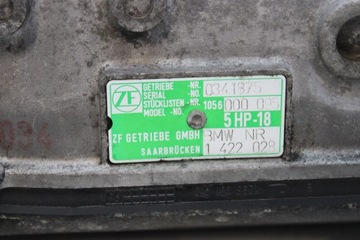 ZF
GETRIEBE -NR. 0341875
SERIAL -NO.
STÜCKLISTEN -NR. 1056 000 025
MODEL -NO. 5 HP-18
ZF GETRIEBE GMBH BMW NR
SAARBRÜCKEN 1 422 029